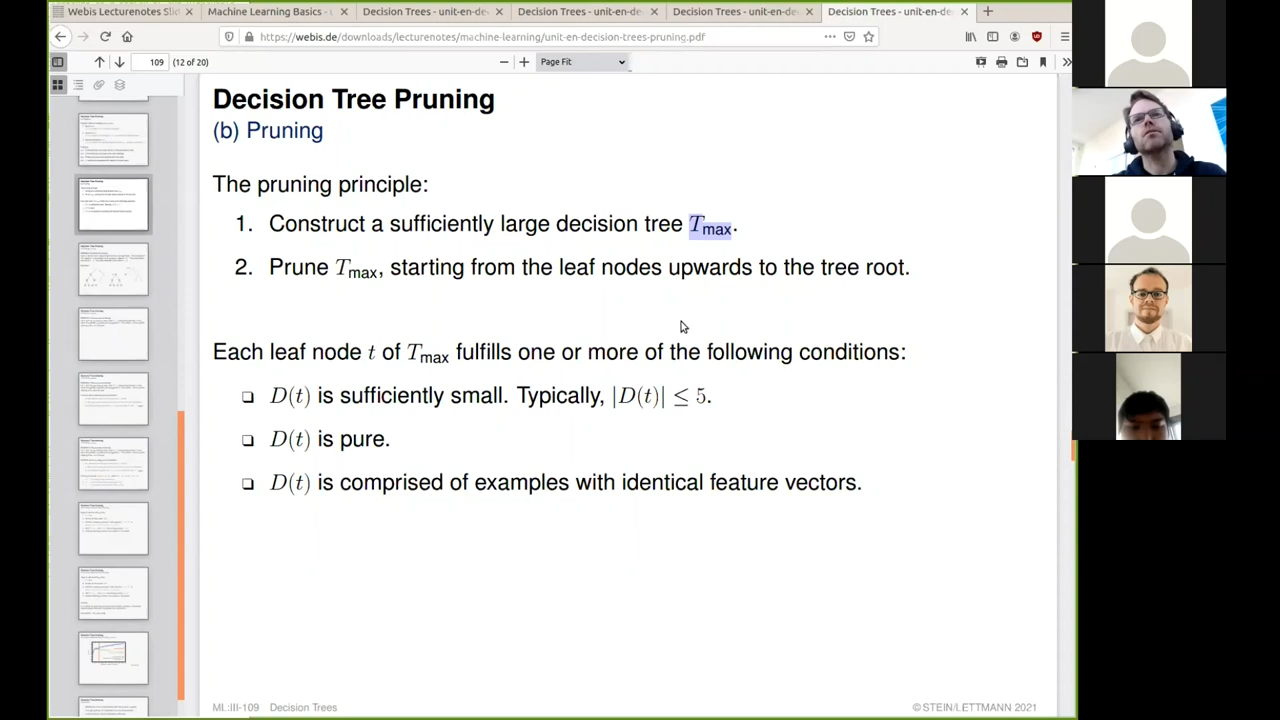 Webis Lecturenotes Slid
Machine Learning Basics -
Decision Trees - unit-en-de
Decision Trees - unit-en-de
Decision Trees - unit-en-de
Decision Trees - unit-en-de
https://webis.de/downloads/lecturenotes/machine-learning/unit-en-decision-trees-pruning.pdf
109 (12 of 20)
Page Fit
Decision Tree Pruning
(b) Pruning
The pruning principle:
1. Construct a sufficiently large decision tree T_max.
2. Prune T_max, starting from the leaf nodes upwards to the tree root.
Each leaf node t of T_max fulfills one or more of the following conditions:
❑ D(t) is sufficiently small. Typically, |D(t)| ≤ 5.
❑ D(t) is pure.
❑ D(t) is comprised of examples with identical feature vectors.
ML:III-109 Decision Trees
© STEIN/LETTMANN 2021